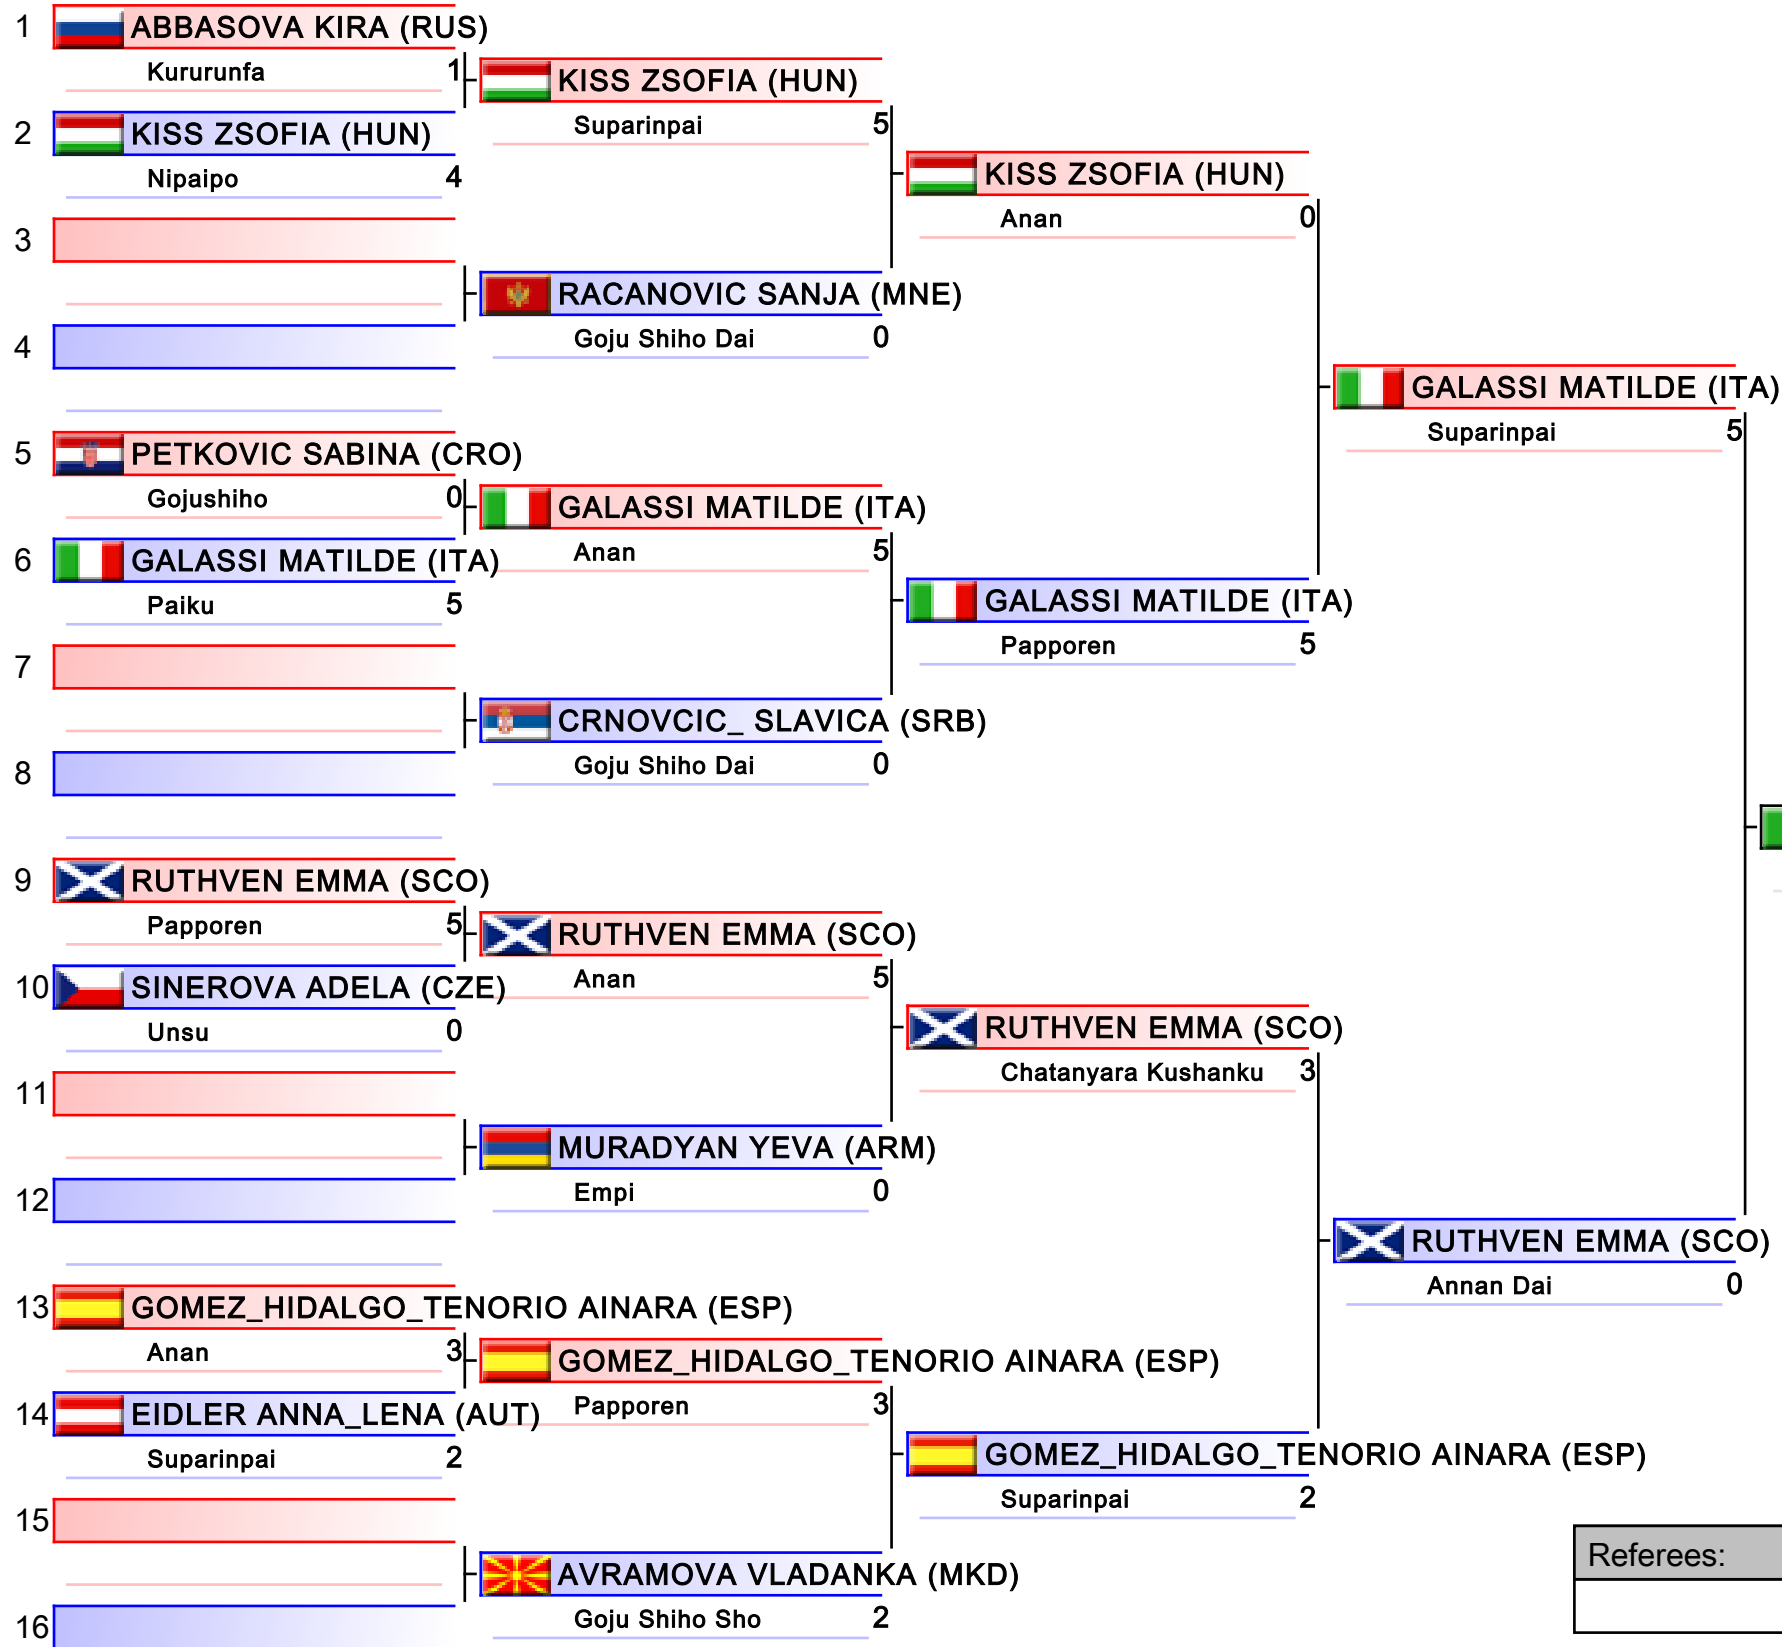 1 ABBASOVA KIRA (RUS)
Kururunfa 1
2 KISS ZSOFIA (HUN)
Nipaipo 4
3
4
5 PETKOVIC SABINA (CRO)
Gojushiho 0
6 GALASSI MATILDE (ITA)
Paiku 5
7
8
9 RUTHVEN EMMA (SCO)
Papporen 5
10 SINEROVA ADELA (CZE)
Unsu 0
11
12
13 GOMEZ_HIDALGO_TENORIO AINARA (ESP)
Anan 3
14 EIDLER ANNA_LENA (AUT)
Suparinpai 2
15
16
KISS ZSOFIA (HUN)
Suparinpai 5
RACANOVIC SANJA (MNE)
Goju Shiho Dai 0
GALASSI MATILDE (ITA)
Anan 5
CRNOVCIC_ SLAVICA (SRB)
Goju Shiho Dai 0
RUTHVEN EMMA (SCO)
Anan 5
MURADYAN YEVA (ARM)
Empi 0
GOMEZ_HIDALGO_TENORIO AINARA (ESP)
Papporen 3
AVRAMOVA VLADANKA (MKD)
Goju Shiho Sho 2
KISS ZSOFIA (HUN)
Anan 0
GALASSI MATILDE (ITA)
Papporen 5
RUTHVEN EMMA (SCO)
Chatanyara Kushanku 3
GOMEZ_HIDALGO_TENORIO AINARA (ESP)
Suparinpai 2
GALASSI MATILDE (ITA)
Suparinpai 5
RUTHVEN EMMA (SCO)
Annan Dai 0
Referees: